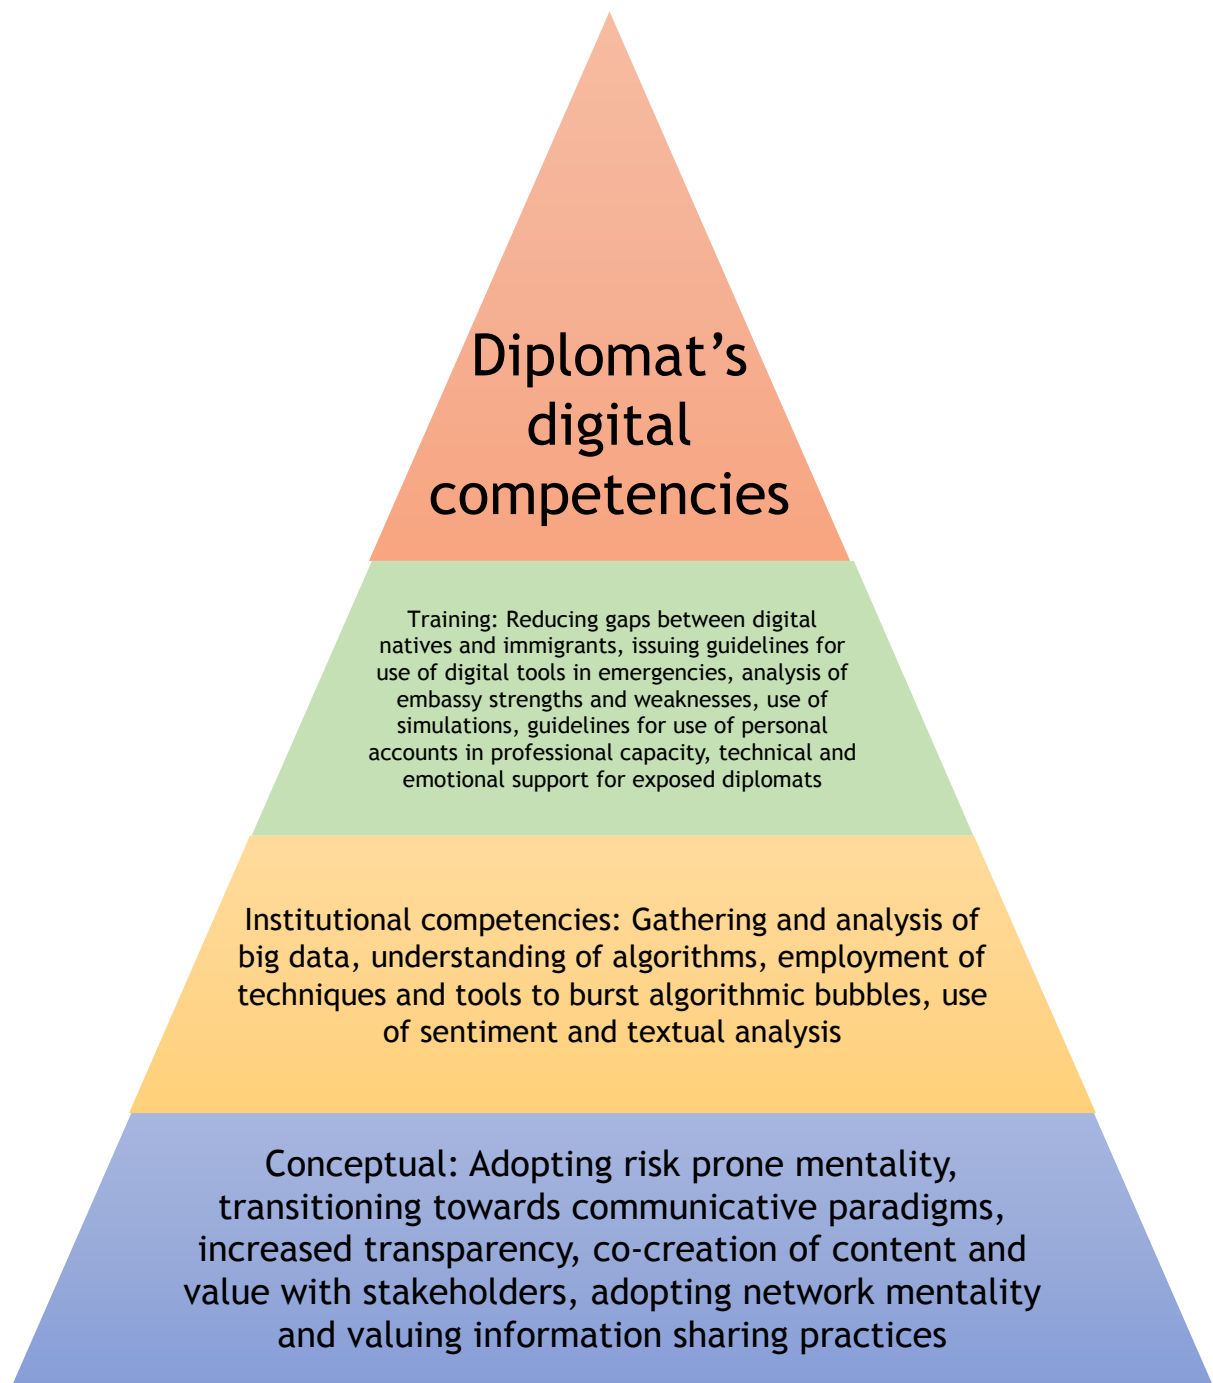 Diplomat’s
digital
competencies
Training: Reducing gaps between digital
natives and immigrants, issuing guidelines for
use of digital tools in emergencies, analysis of
embassy strengths and weaknesses, use of
simulations, guidelines for use of personal
accounts in professional capacity, technical and
emotional support for exposed diplomats
Institutional competencies: Gathering and analysis of
big data, understanding of algorithms, employment of
techniques and tools to burst algorithmic bubbles, use
of sentiment and textual analysis
Conceptual: Adopting risk prone mentality,
transitioning towards communicative paradigms,
increased transparency, co-creation of content and
value with stakeholders, adopting network mentality
and valuing information sharing practices